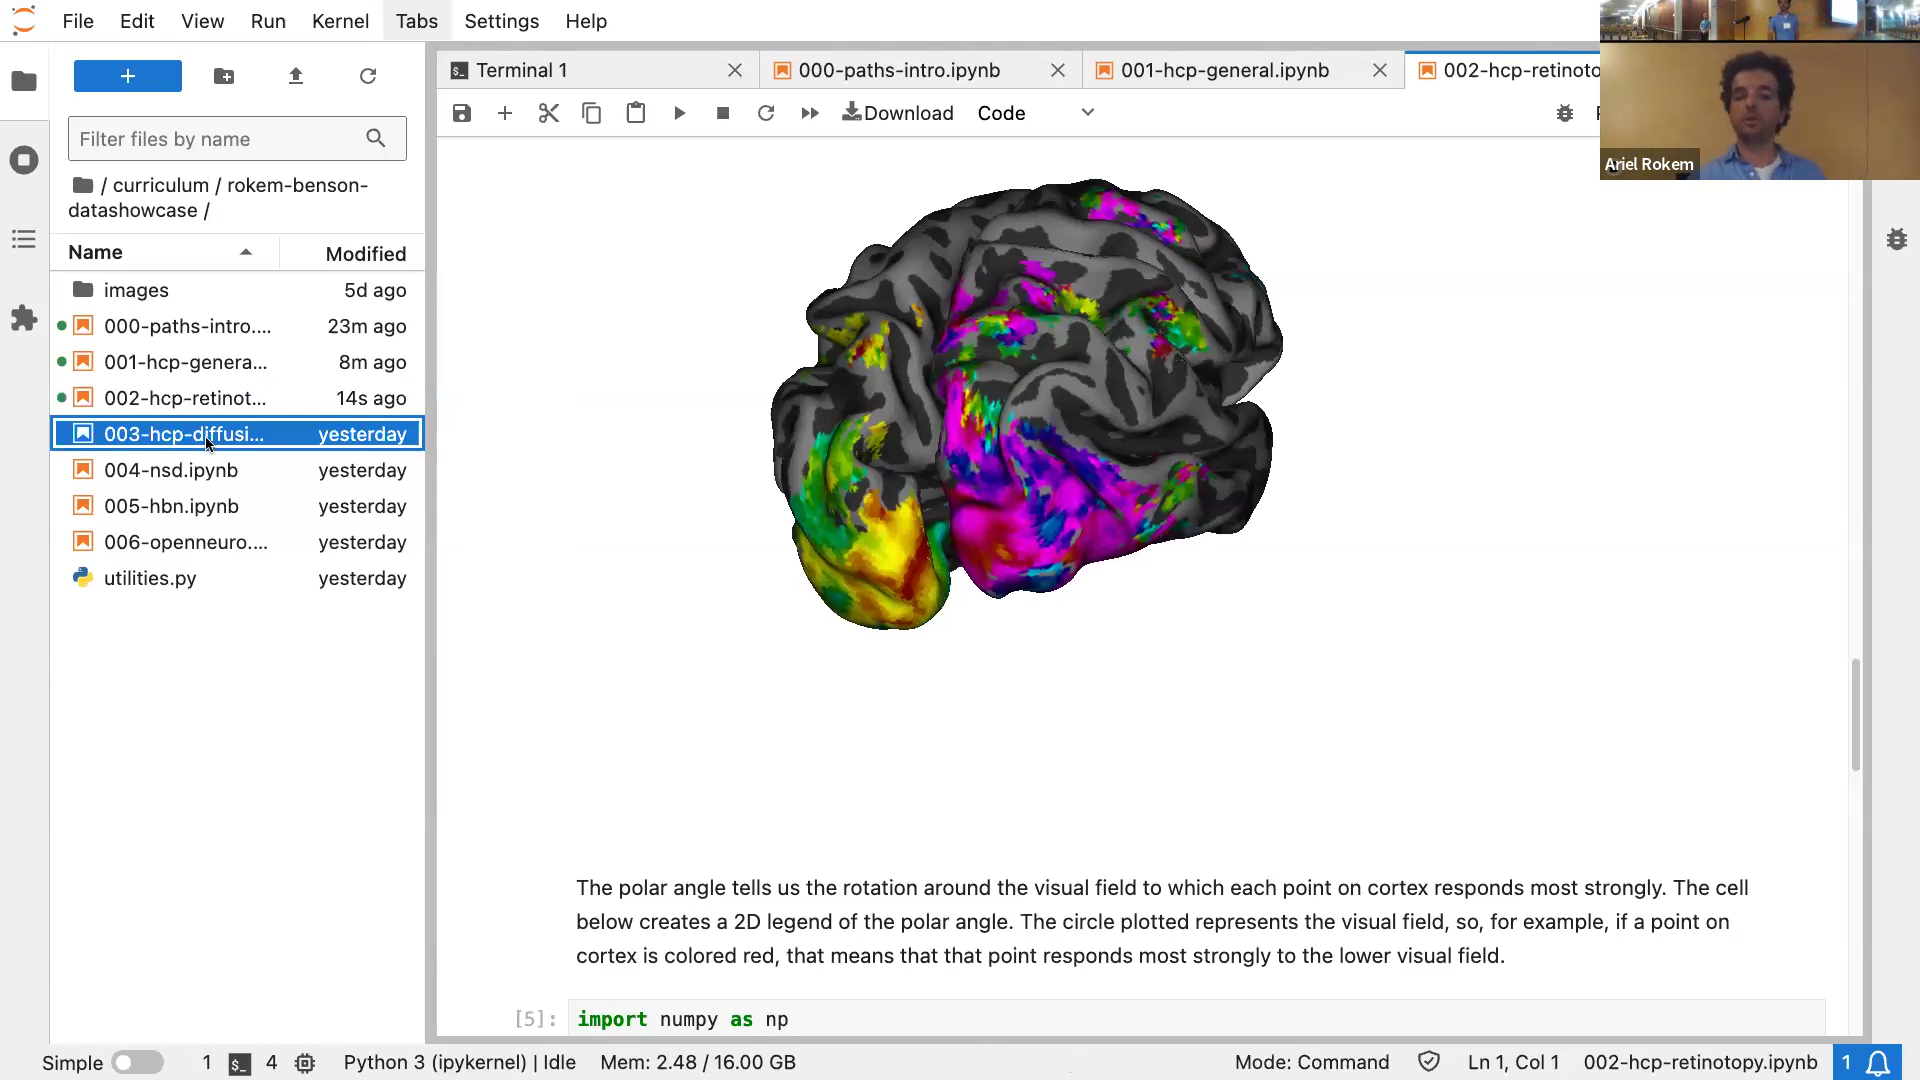 File Edit View Run Kernel Tabs Settings Help
Filter files by name
/ curriculum / rokem-benson-
datashowcase /
Name Modified
images 5d ago
000-paths-intro.... 23m ago
001-hcp-genera... 8m ago
002-hcp-retinot... 14s ago
003-hcp-diffusi... yesterday
004-nsd.ipynb yesterday
005-hbn.ipynb yesterday
006-openneuro.... yesterday
utilities.py yesterday
Terminal 1 000-paths-intro.ipynb 001-hcp-general.ipynb 002-hcp-retinoto
Download Code
Ariel Rokem
The polar angle tells us the rotation around the visual field to which each point on cortex responds most strongly. The cell
below creates a 2D legend of the polar angle. The circle plotted represents the visual field, so, for example, if a point on
cortex is colored red, that means that that point responds most strongly to the lower visual field.
[5]: import numpy as np
Simple 1 $_ 4 Python 3 (ipykernel) | Idle Mem: 2.48 / 16.00 GB Mode: Command Ln 1, Col 1 002-hcp-retinotopy.ipynb 1